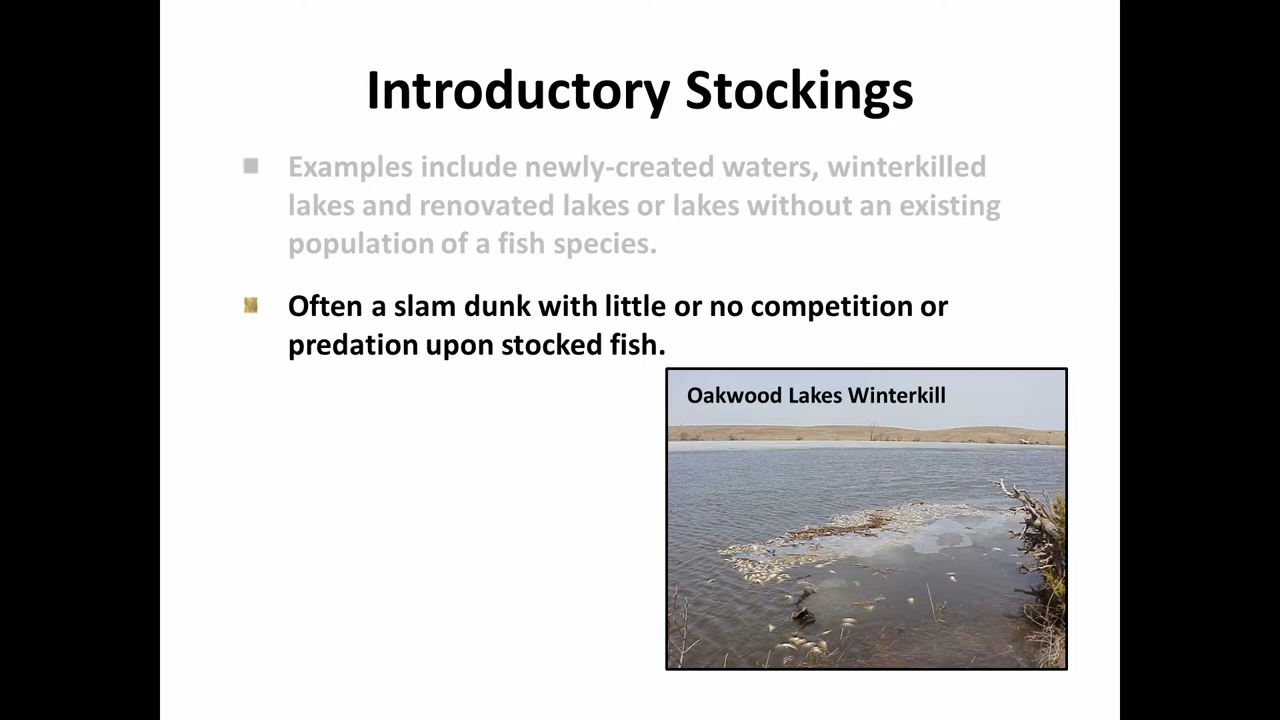 Introductory Stockings
Examples include newly-created waters, winterkilled
lakes and renovated lakes or lakes without an existing
population of a fish species.
Often a slam dunk with little or no competition or
predation upon stocked fish.
Oakwood Lakes Winterkill